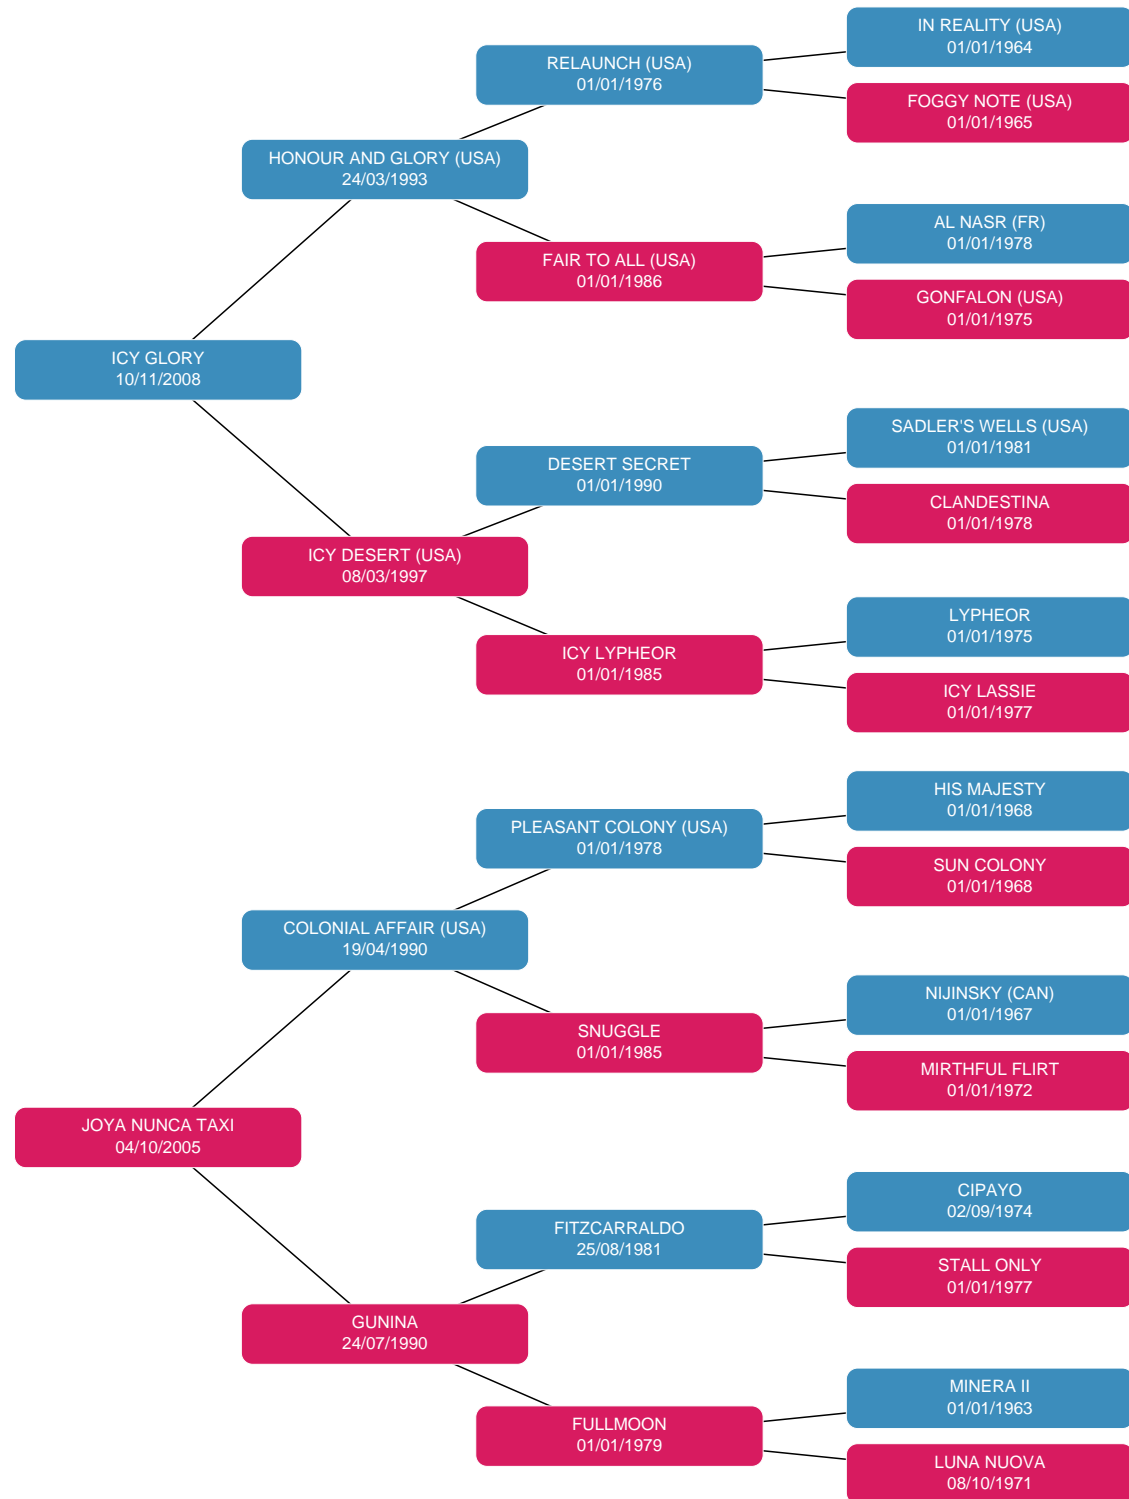 IN REALITY (USA)
01/01/1964
RELAUNCH (USA)
01/01/1976
FOGGY NOTE (USA)
01/01/1965
HONOUR AND GLORY (USA)
24/03/1993
AL NASR (FR)
01/01/1978
FAIR TO ALL (USA)
01/01/1986
GONFALON (USA)
01/01/1975
ICY GLORY
10/11/2008
SADLER'S WELLS (USA)
01/01/1981
DESERT SECRET
01/01/1990
CLANDESTINA
01/01/1978
ICY DESERT (USA)
08/03/1997
LYPHEOR
01/01/1975
ICY LYPHEOR
01/01/1985
ICY LASSIE
01/01/1977
HIS MAJESTY
01/01/1968
PLEASANT COLONY (USA)
01/01/1978
SUN COLONY
01/01/1968
COLONIAL AFFAIR (USA)
19/04/1990
NIJINSKY (CAN)
01/01/1967
SNUGGLE
01/01/1985
MIRTHFUL FLIRT
01/01/1972
JOYA NUNCA TAXI
04/10/2005
CIPAYO
02/09/1974
FITZCARRALDO
25/08/1981
STALL ONLY
01/01/1977
GUNINA
24/07/1990
MINERA II
01/01/1963
FULLMOON
01/01/1979
LUNA NUOVA
08/10/1971